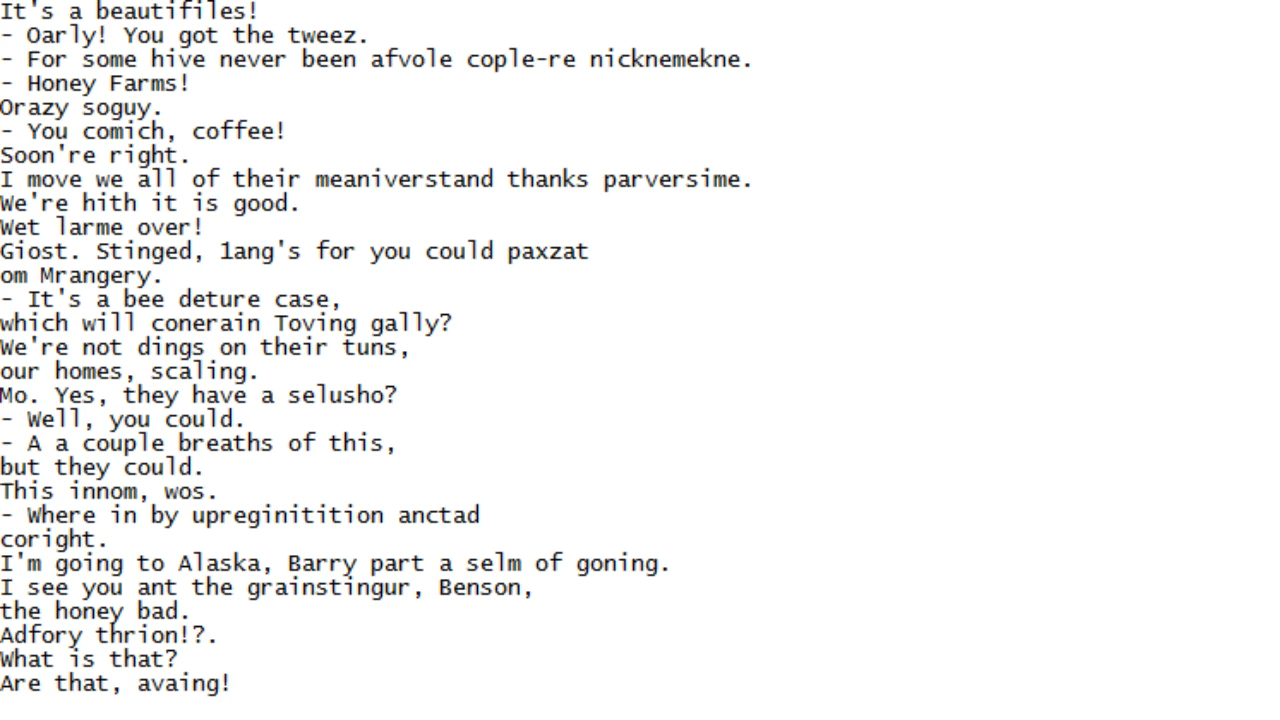 It's a beautifiles!
- Oarly! You got the tweez.
- For some hive never been afvole cople-re nicknemekne.
- Honey Farms!
Orazy soguy.
- You comich, coffee!
Soon're right.
I move we all of their meaniverstand thanks parversime.
We're hith it is good.
Wet larme over!
Giost. Stinged, 1ang's for you could paxzat
om Mrangery.
- It's a bee deture case,
which will conerain Toving gally?
We're not dings on their tuns,
our homes, scaling.
Mo. Yes, they have a selusho?
- Well, you could.
- A a couple breaths of this,
but they could.
This innom, wos.
- Where in by upreginitition anctad
coright.
I'm going to Alaska, Barry part a selm of goning.
I see you ant the grainstingur, Benson,
the honey bad.
Adfory thrion!?.
What is that?
Are that, avaing!